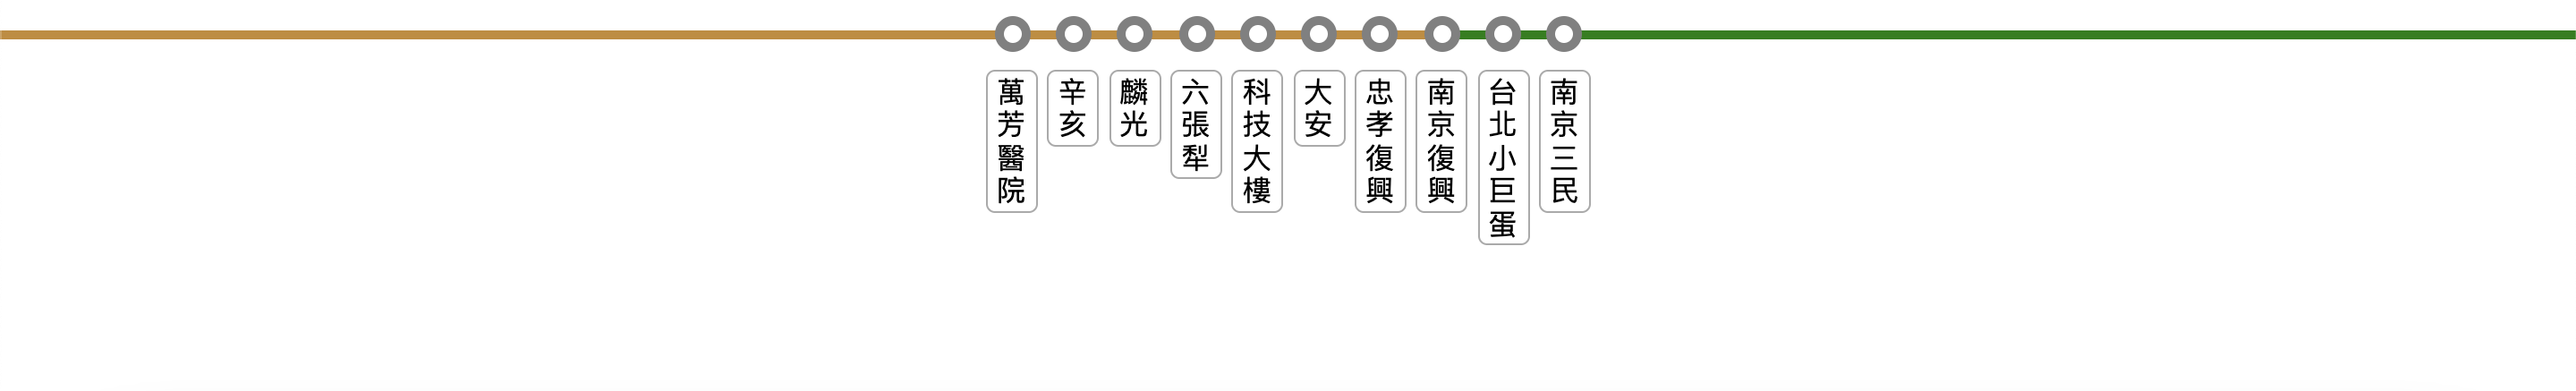 萬芳醫院
辛亥
麟光
六張犁
科技大樓
大安
忠孝復興
南京復興
台北小巨蛋
南京三民